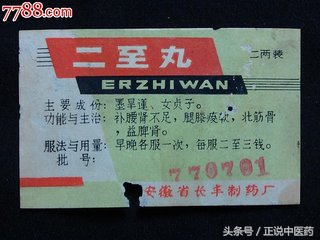 7788.com
二至丸
二两装
ERZHIWAN
主要成份：墨旱莲、女贞子。
功能与主治：补腰肾不足，腿膝痠软，壮筋骨
，益脾肾。
服法与用量：早晚各服一次，每服二至三钱。
批号：
770701
安徽省长丰制药厂
头条号／正说中医药